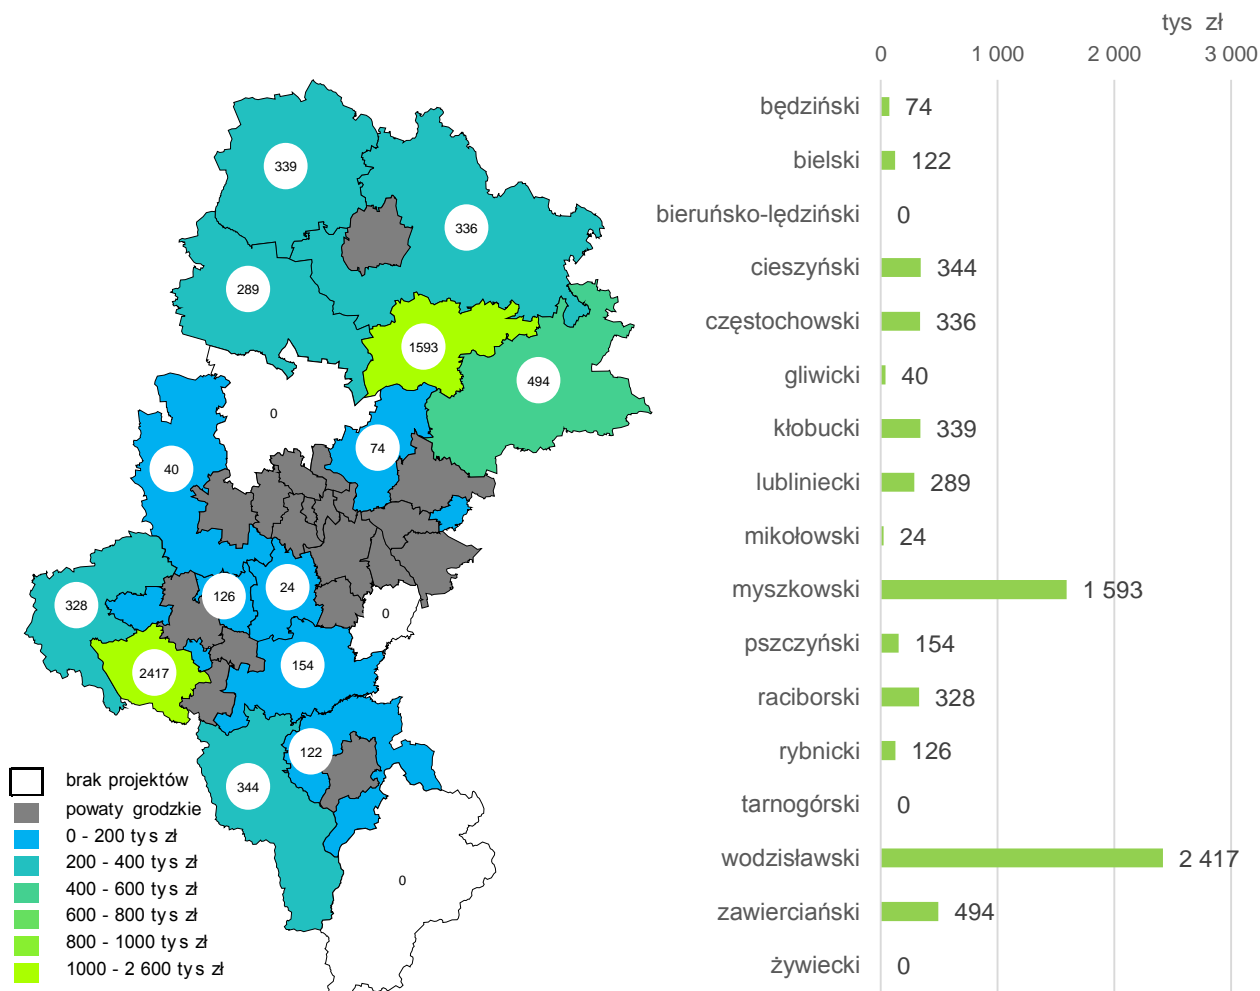 tys zł
0 1 000 2 000 3 000
będziński 74
bielski 122
bieruńsko-lędziński 0
cieszyński 344
częstochowski 336
gliwicki 40
kłobucki 339
lubliniecki 289
mikołowski 24
myszkowski 1 593
pszczyński 154
raciborski 328
rybnicki 126
tarnogórski 0
wodzisławski 2 417
zawierciański 494
żywiecki 0
339
336
289
1593
494
0
74
40
24
126
328
0
154
2417
122
344
0
brak projektów
powaty grodzkie
0 - 200 tys zł
200 - 400 tys zł
400 - 600 tys zł
600 - 800 tys zł
800 - 1000 tys zł
1000 - 2 600 tys zł